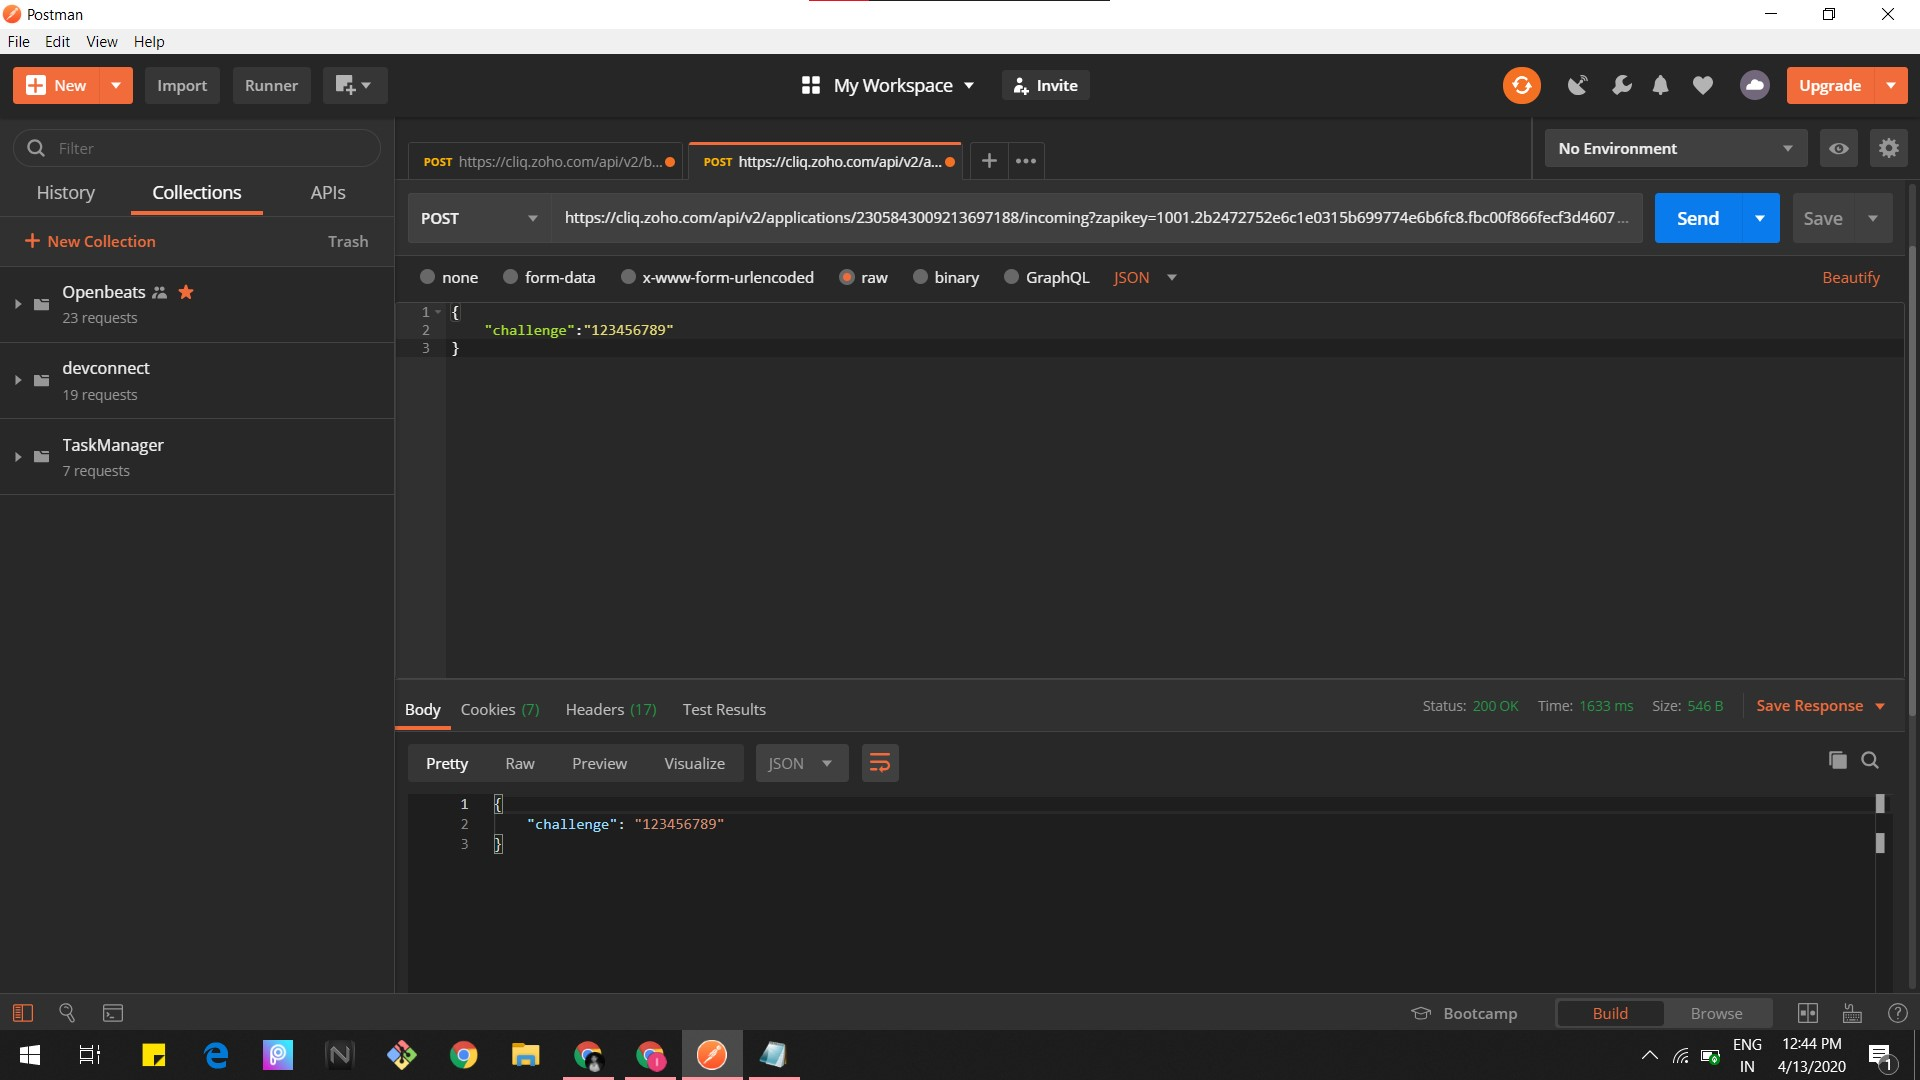 Postman
File Edit View Help
New Import Runner My Workspace Invite Upgrade
Filter
History Collections APIs
New Collection Trash
Openbeats
23 requests
devconnect
19 requests
TaskManager
7 requests
POST https://cliq.zoho.com/api/v2/b... POST https://cliq.zoho.com/api/v2/a... No Environment
POST https://cliq.zoho.com/api/v2/applications/2305843009213697188/incoming?zapikey=1001.2b2472752e6c1e0315b699774e6b6fc8.fbc00f866fecf3d4607... Send Save
none form-data x-www-form-urlencoded raw binary GraphQL JSON Beautify
1 {
2 "challenge":"123456789"
3 }
Body Cookies (7) Headers (17) Test Results Status: 200 OK Time: 1633 ms Size: 546 B Save Response
Pretty Raw Preview Visualize JSON
1 {
2 "challenge": "123456789"
3 }
Bootcamp Build Browse
ENG 12:44 PM
IN 4/13/2020 1